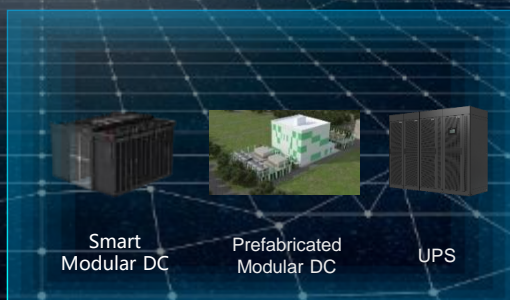 Smart
Modular DC
Prefabricated
Modular DC
UPS